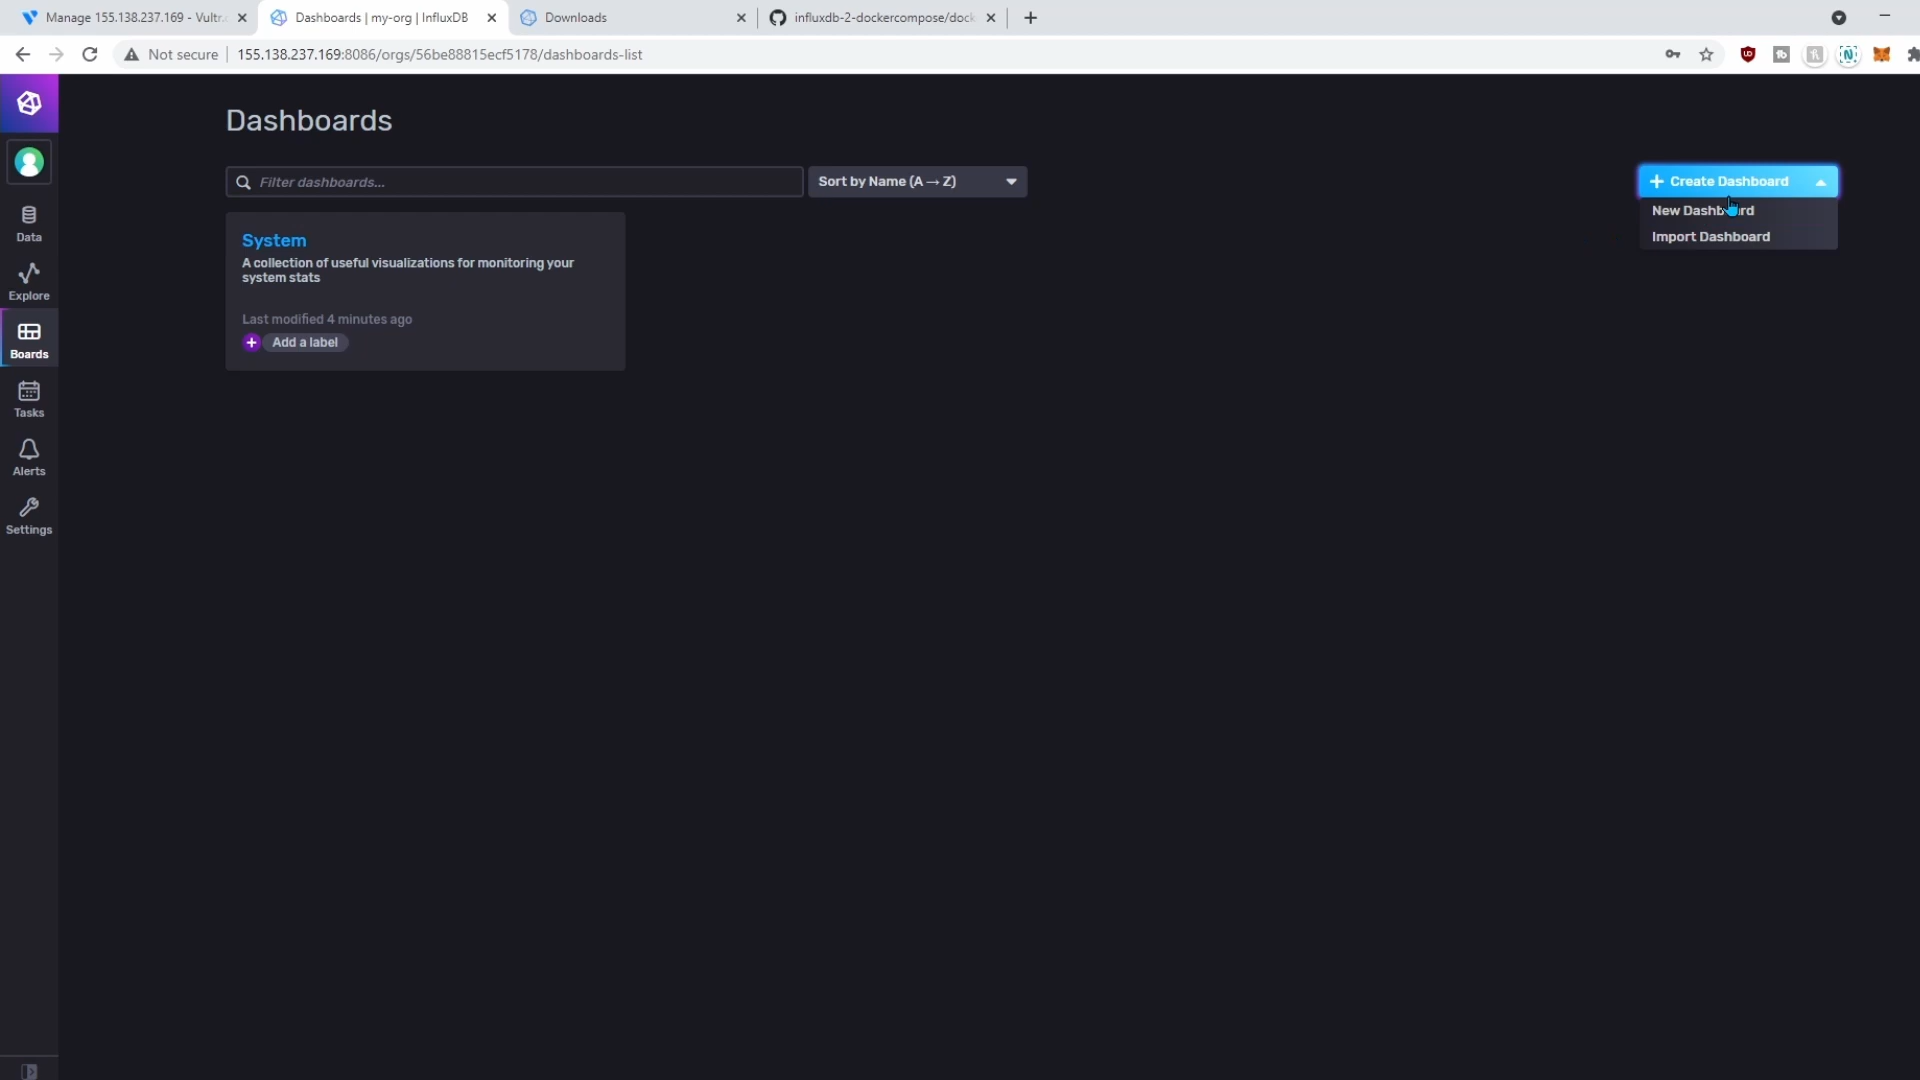 Manage 155.138.237.169 - Vultr.
Dashboards | my-org | InfluxDB
Downloads
influxdb-2-dockercompose/dock
Not secure
155.138.237.169:8086/orgs/56be88815ecf5178/dashboards-list
Dashboards
Filter dashboards...
Sort by Name (A → Z)
+ Create Dashboard
New Dashboard
Import Dashboard
System
A collection of useful visualizations for monitoring your
system stats
Last modified 4 minutes ago
+ Add a label
Data
Explore
Boards
Tasks
Alerts
Settings